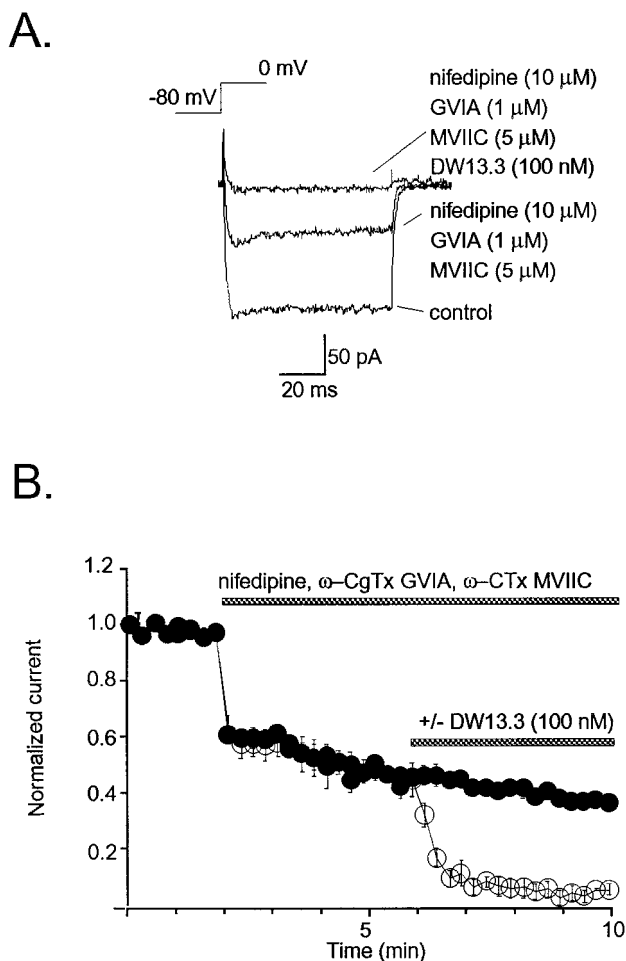 A.
0 mV
-80 mV
nifedipine (10 μM)
GVIA (1 μM)
MVIIC (5 μM)
DW13.3 (100 nM)
nifedipine (10 μM)
GVIA (1 μM)
MVIIC (5 μM)
control
50 pA
20 ms
B.
1.2
1.0
0.8
0.6
0.4
0.2
Normalized current
nifedipine, ω–CgTx GVIA, ω–CTx MVIIC
+/- DW13.3 (100 nM)
5
10
Time (min)